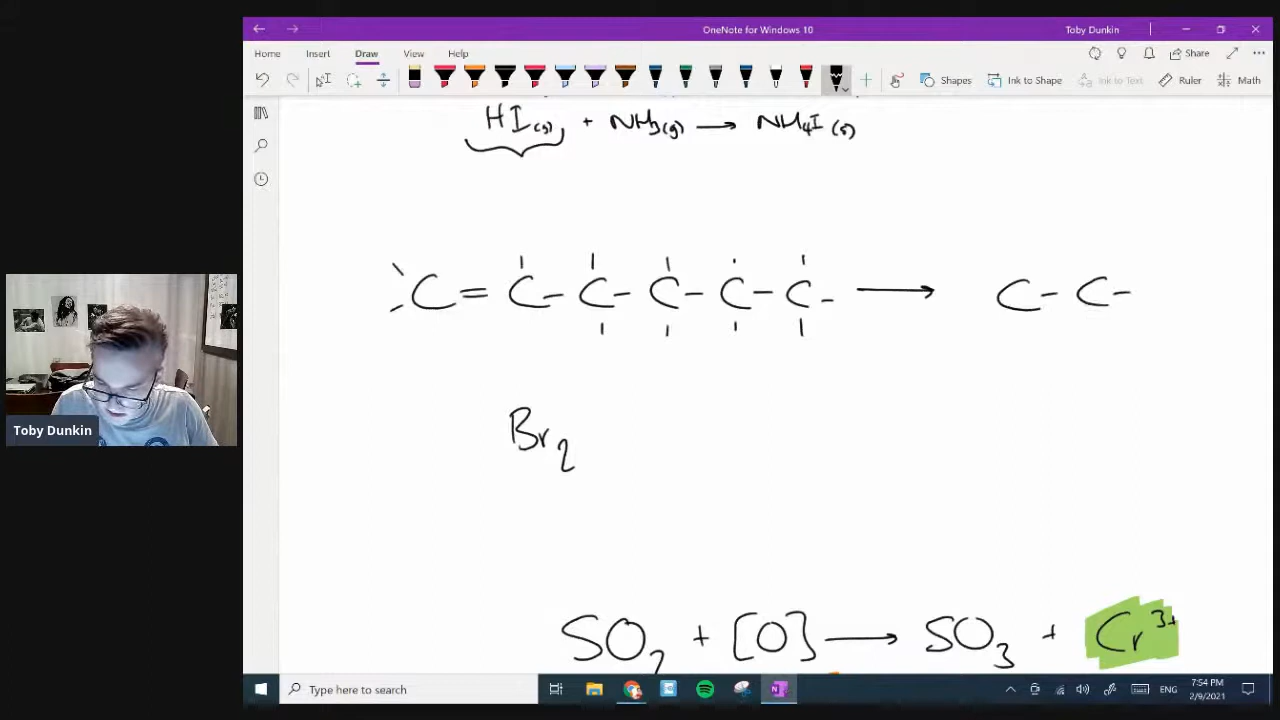 OneNote for Windows 10
Toby Dunkin
Home Insert Draw View Help
Share
Shapes Ink to Shape Ink to Text Ruler Math
HI(g) + NH3(g) → NH4I (s)
C = C - C - C - C - C - → C - C -
Br2
SO2 + [O] → SO3 + Cr3+
Toby Dunkin
Type here to search
ENG
7:54 PM
2/9/2021